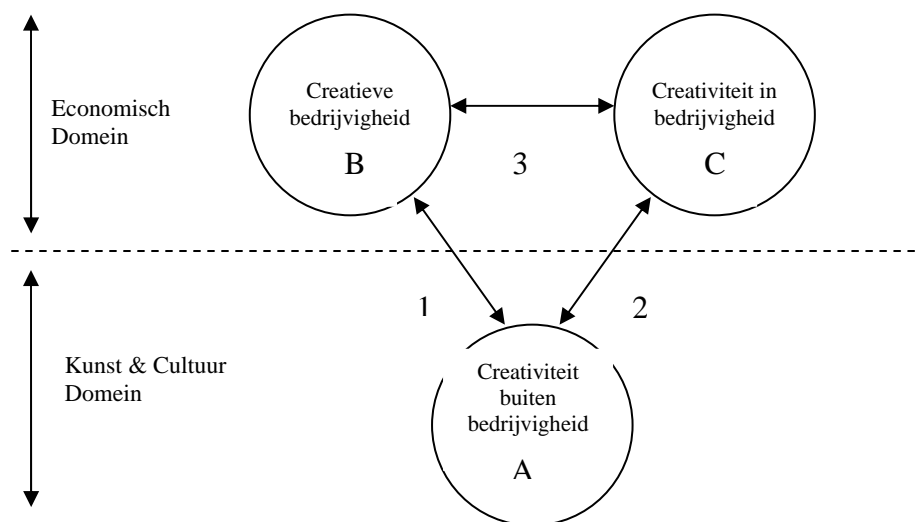 Economisch
Domein
Creatieve
bedrijvigheid
B
3
Creativiteit in
bedrijvigheid
C
1
2
Kunst & Cultuur
Domein
Creativiteit
buiten
bedrijvigheid
A